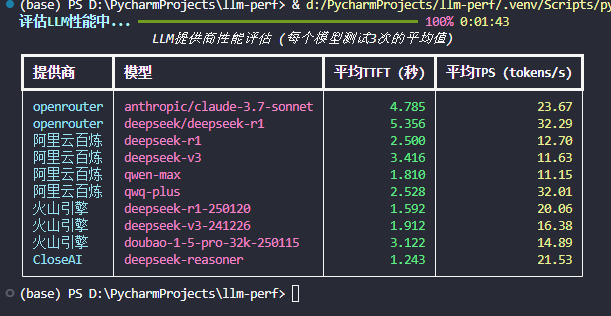 (base) PS D:\PycharmProjects\llm-perf> & d:/PycharmProjects/llm-perf/.venv/Scripts/py
评估LLM性能中... 100% 0:01:43
LLM提供商性能评估 (每个模型测试3次的平均值)
提供商 模型 平均TTFT (秒) 平均TPS (tokens/s)
openrouter anthropic/claude-3.7-sonnet 4.785 23.67
openrouter deepseek/deepseek-r1 5.356 32.29
阿里云百炼 deepseek-r1 2.500 12.70
阿里云百炼 deepseek-v3 3.416 11.63
阿里云百炼 qwen-max 1.810 11.15
阿里云百炼 qwq-plus 2.528 32.01
火山引擎 deepseek-r1-250120 1.592 20.06
火山引擎 deepseek-v3-241226 1.912 16.38
火山引擎 doubao-1-5-pro-32k-250115 3.122 14.89
CloseAI deepseek-reasoner 1.243 21.53
(base) PS D:\PycharmProjects\llm-perf>